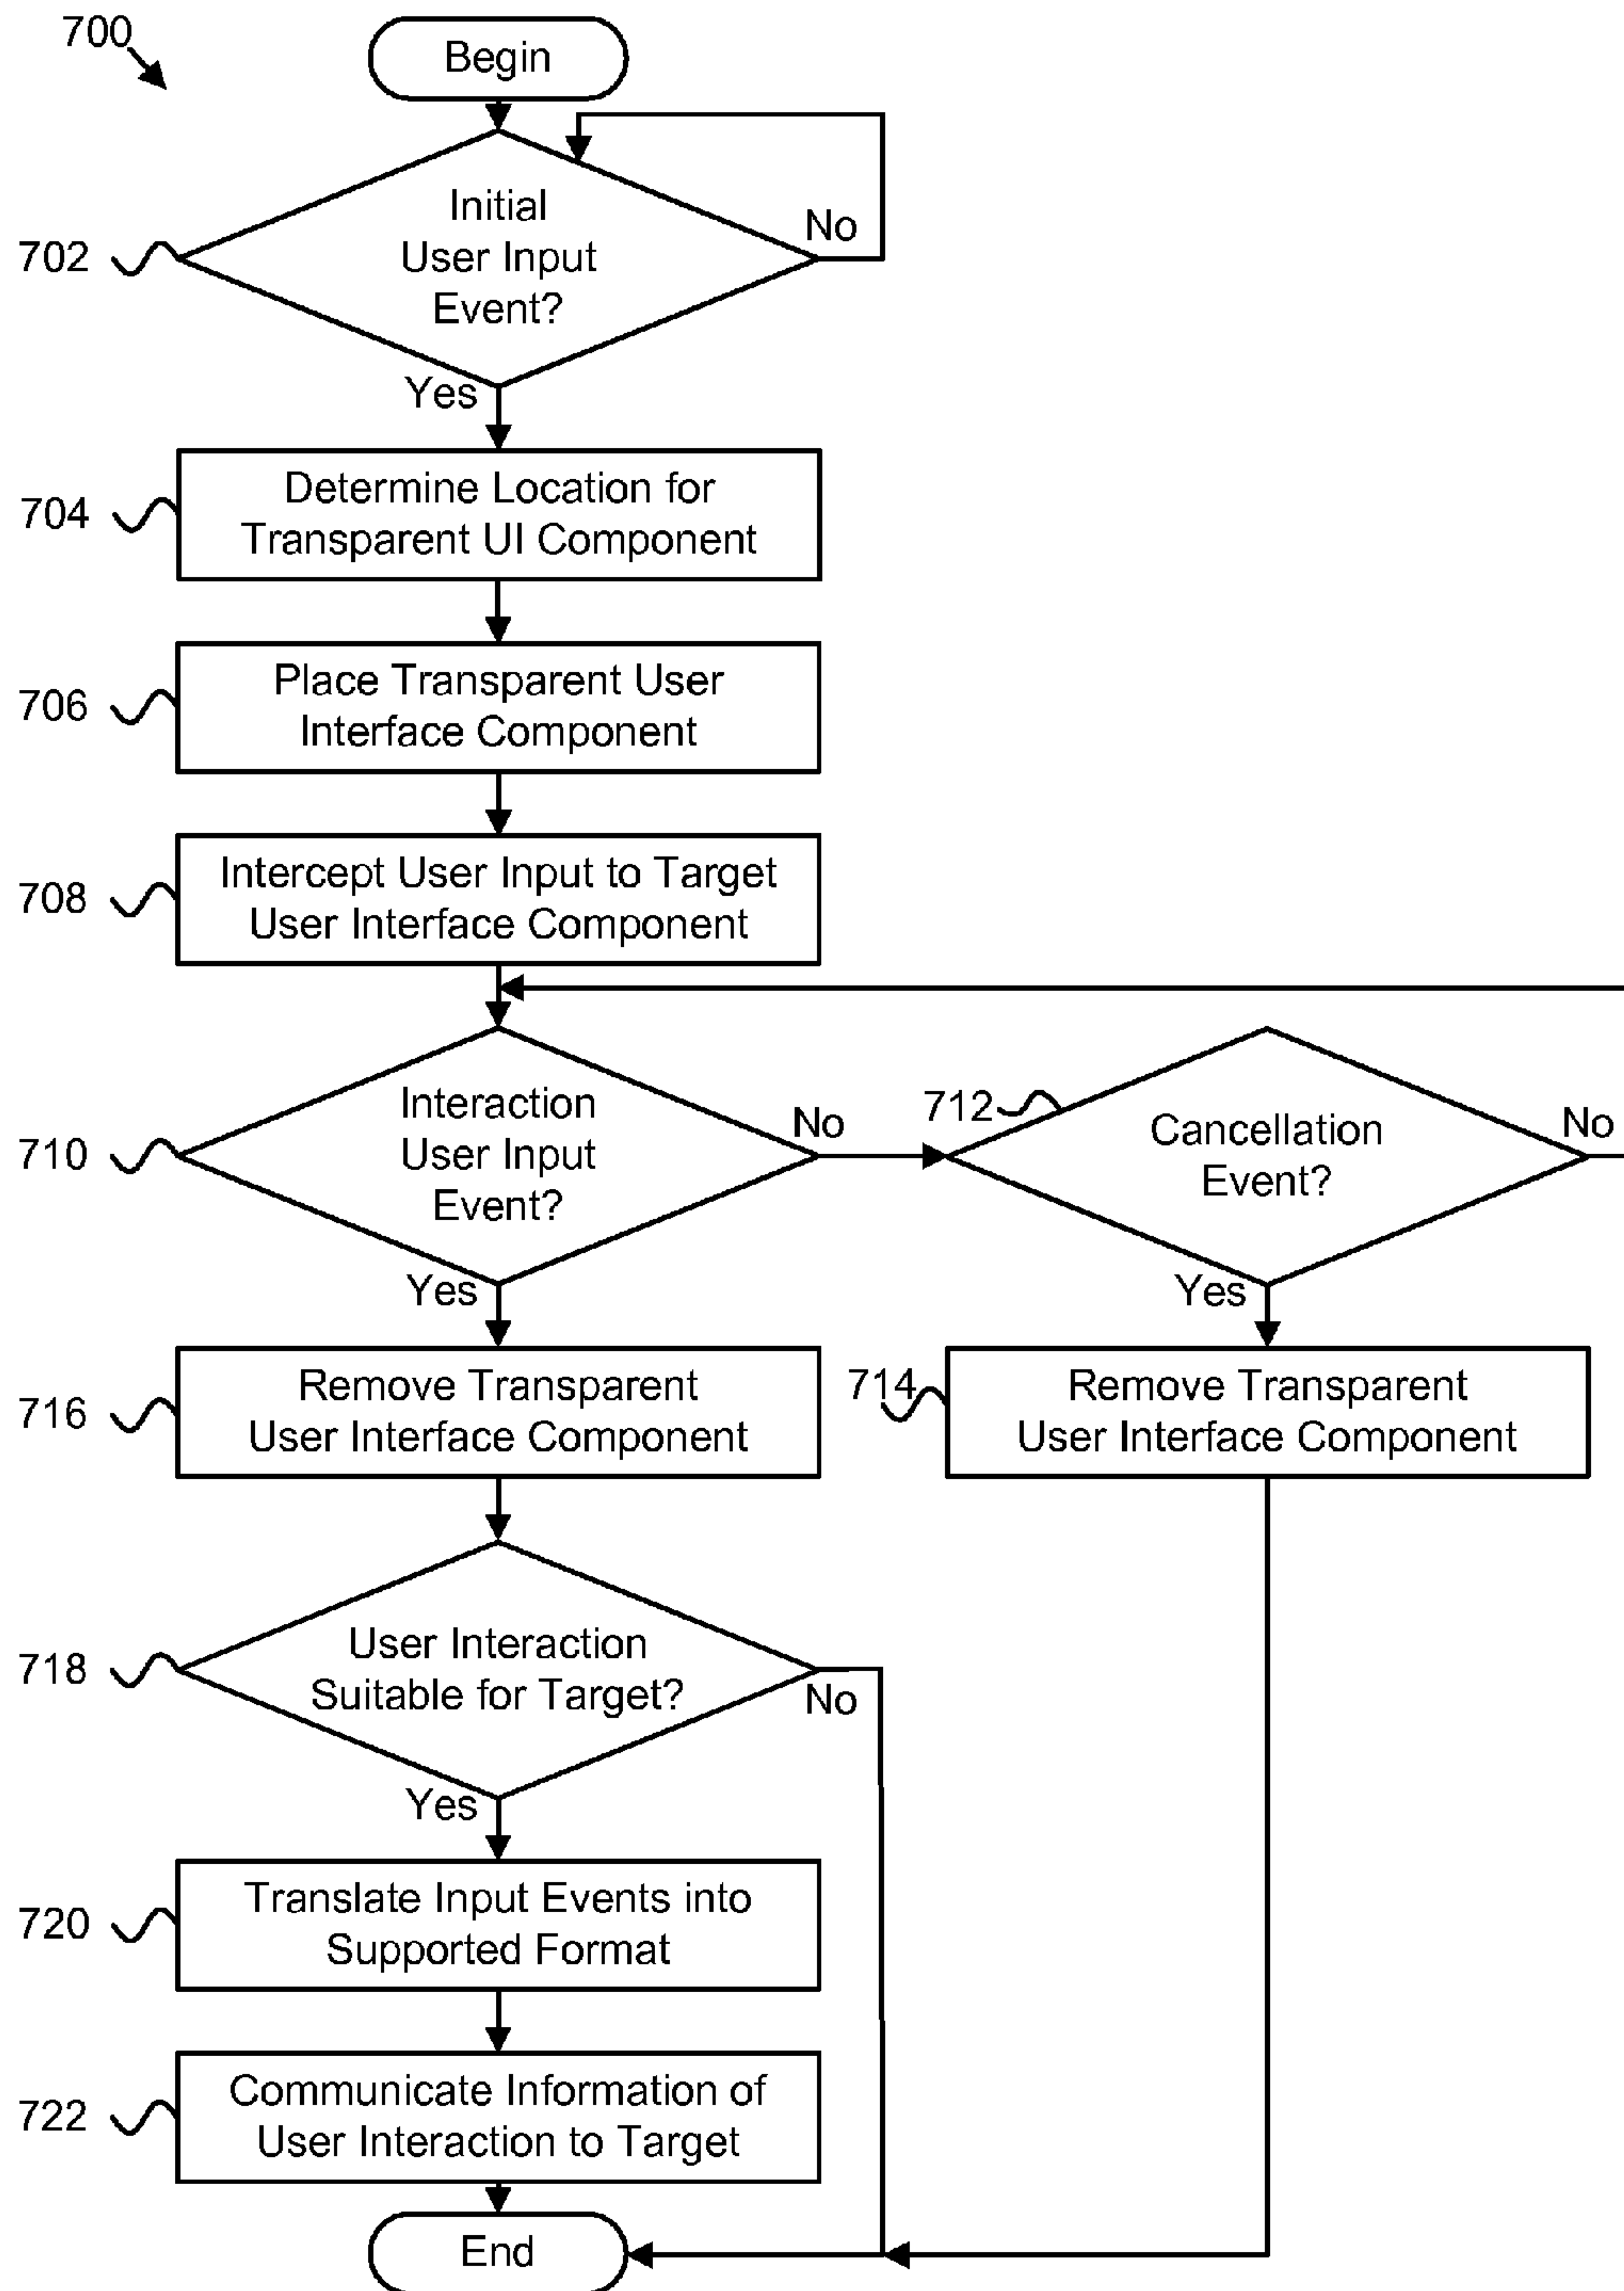 700
Begin
702
Initial
User Input
Event?
No
Yes
704
Determine Location for
Transparent UI Component
706
Place Transparent User
Interface Component
708
Intercept User Input to Target
User Interface Component
710
Interaction
User Input
Event?
No
Yes
712
Cancellation
Event?
No
Yes
716
Remove Transparent
User Interface Component
714
Remove Transparent
User Interface Component
718
User Interaction
Suitable for Target?
No
Yes
720
Translate Input Events into
Supported Format
722
Communicate Information of
User Interaction to Target
End